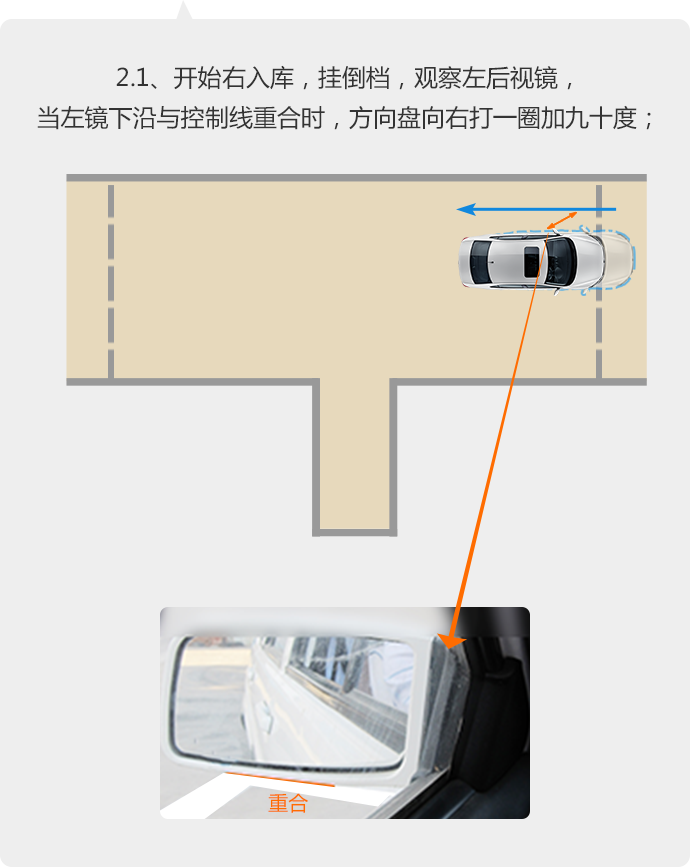 2.1、开始右入库，挂倒档，观察左后视镜，
当左镜下沿与控制线重合时，方向盘向右打一圈加九十度；
重合